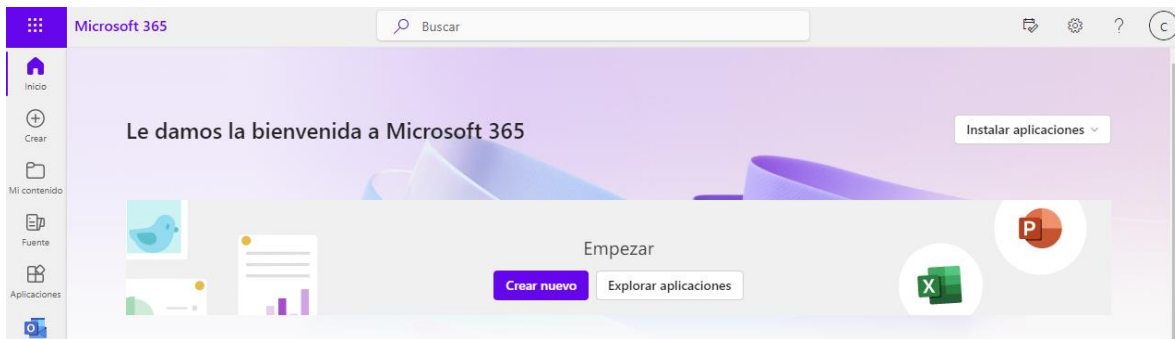 Microsoft 365
Buscar
?
C
Inicio
Crear
Mi contenido
Fuente
Aplicaciones
Le damos la bienvenida a Microsoft 365
Instalar aplicaciones
Empezar
Crear nuevo
Explorar aplicaciones
P
X
O